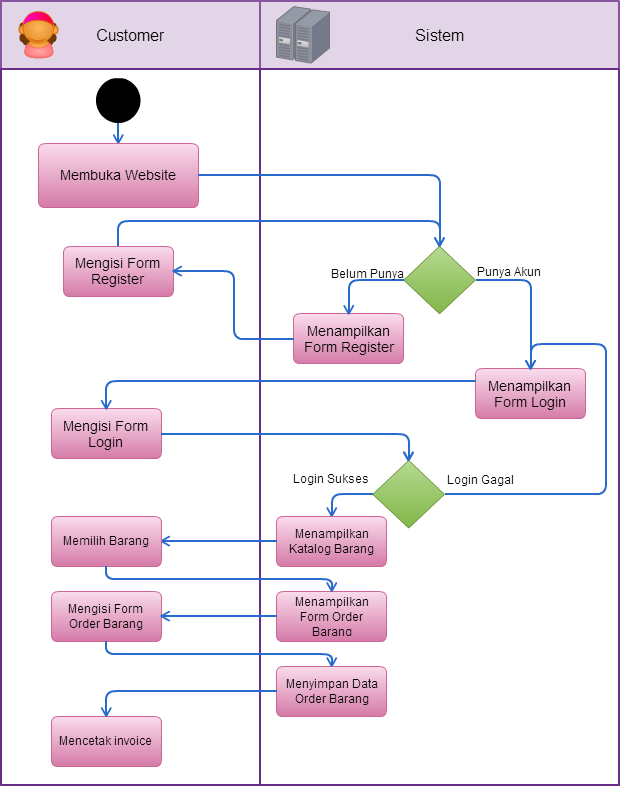 Customer
Sistem
Membuka Website
Mengisi Form
Register
Belum Punya
Punya Akun
Menampilkan
Form Register
Menampilkan
Form Login
Mengisi Form
Login
Login Sukses
Login Gagal
Memilih Barang
Menampilkan
Katalog Barang
Mengisi Form
Order Barang
Menampilkan
Form Order
Barang
Menyimpan Data
Order Barang
Mencetak invoice